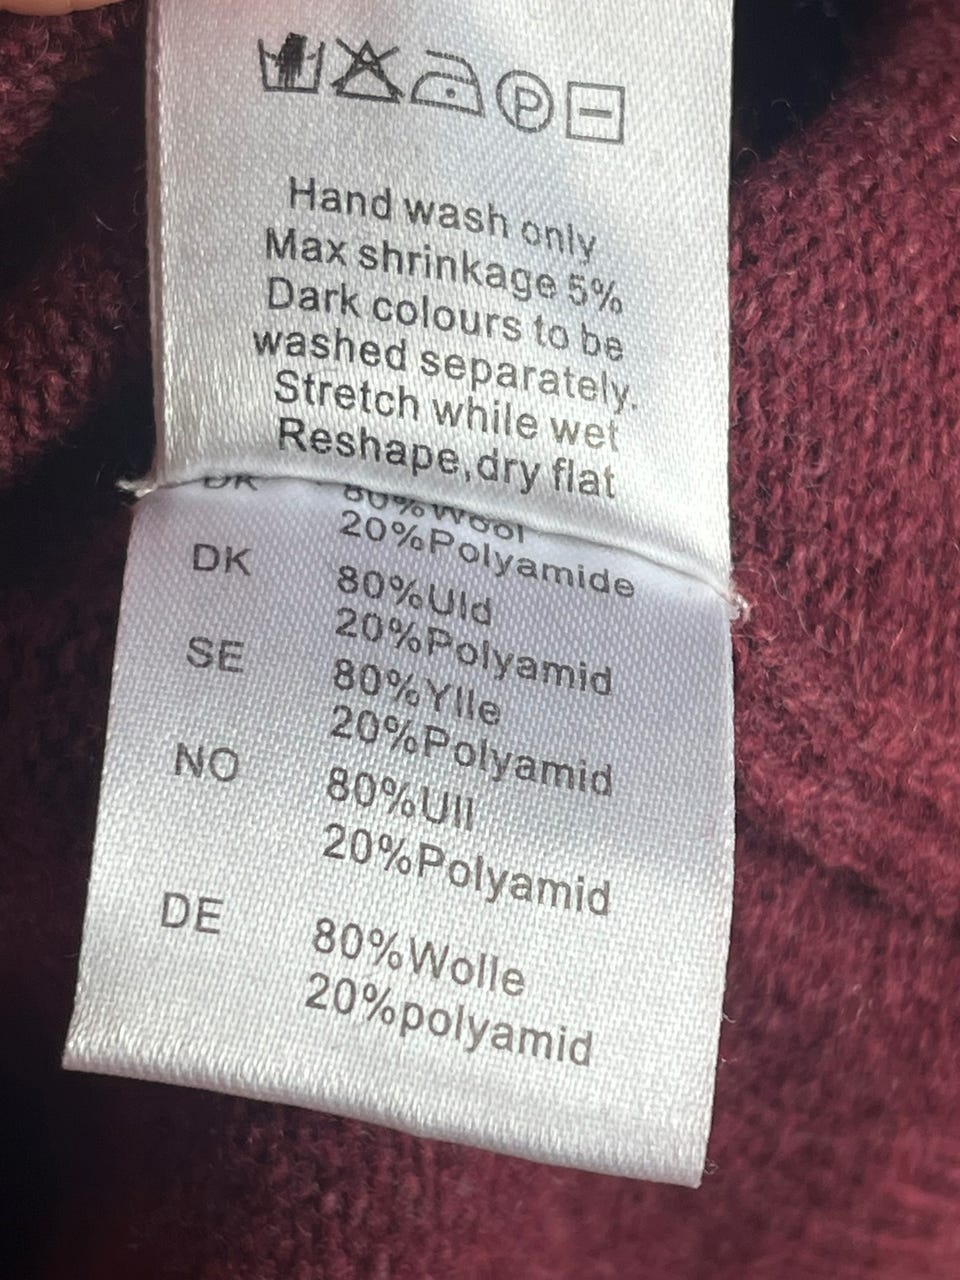 P
Hand wash only
Max shrinkage 5%
Dark colours to be
washed separately.
Stretch while wet
Reshape,dry flat
80%Wool
20%Polyamide
DK
80%Uld
20%Polyamid
SE
80%Ylle
20%Polyamid
NO
80%Ull
20%Polyamid
DE
80%Wolle
20%polyamid